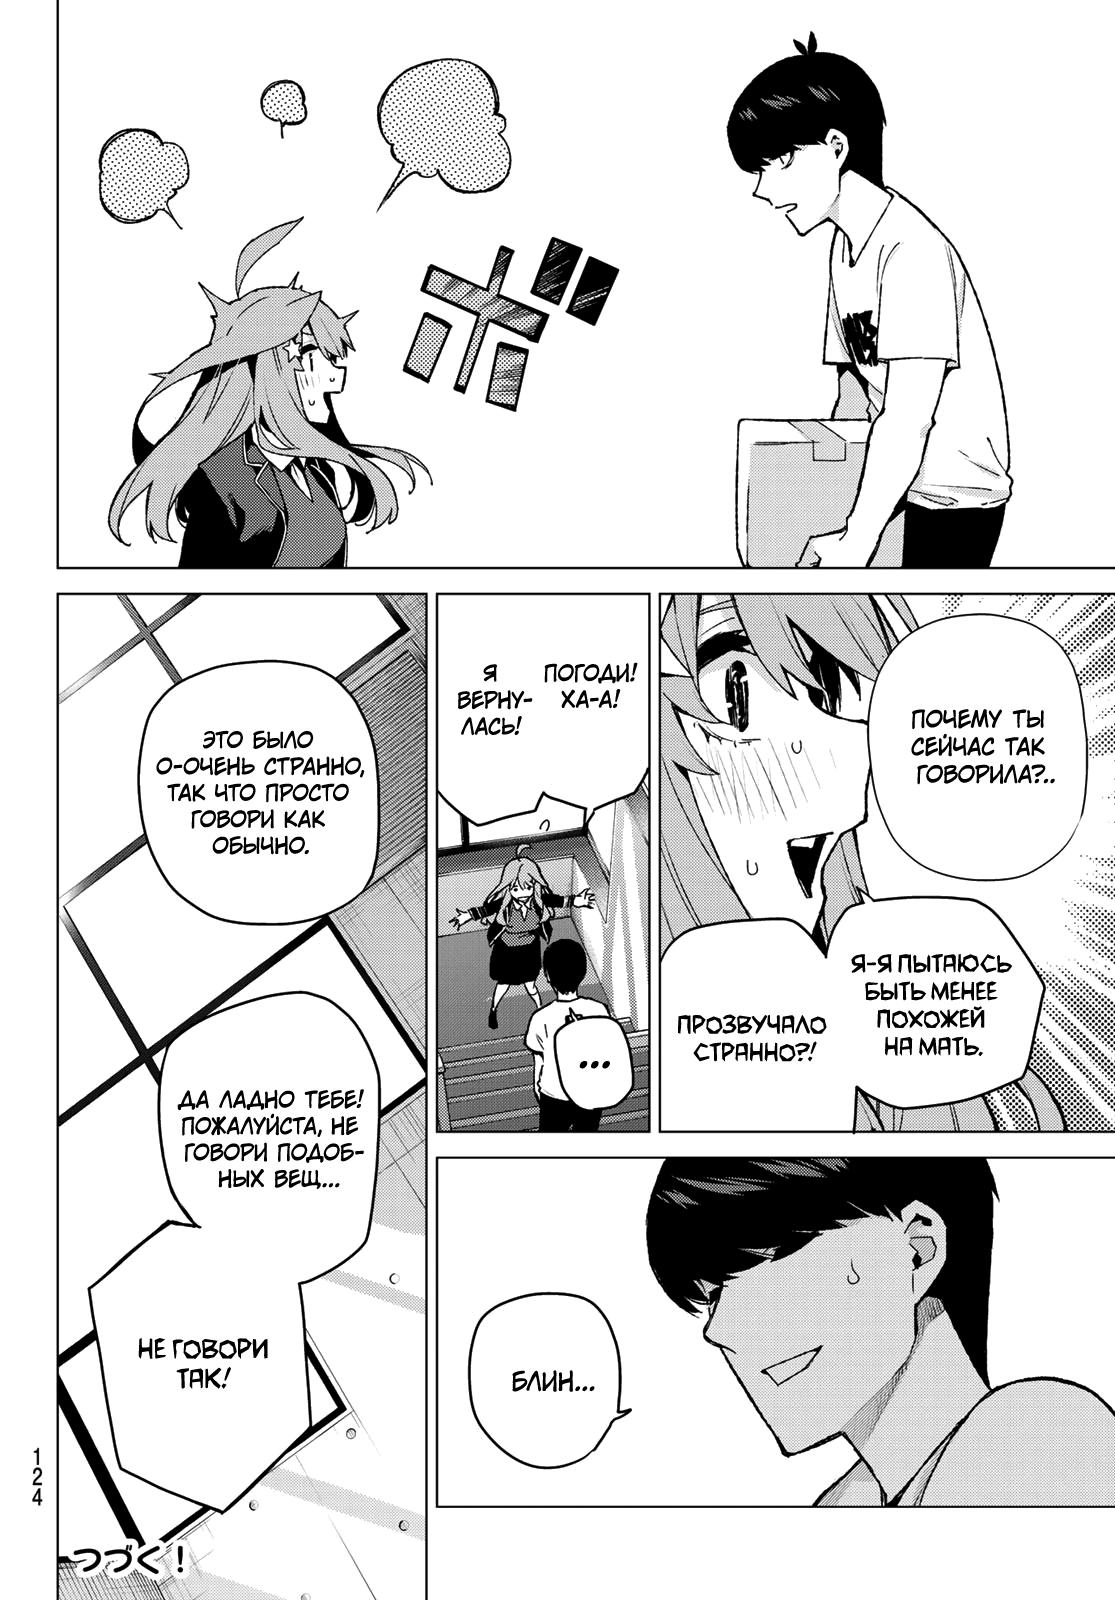 ボ
ПОЧЕМУ ТЫ
СЕЙЧАС ТАК
ГОВОРИЛА?..
Я-Я ПЫТАЮСЬ
БЫТЬ МЕНЕЕ
ПОХОЖЕЙ
НА МАТЬ.
ПРОЗВУЧАЛО
СТРАННО?!
ПОГОДИ!
ХА-А!
Я
ВЕРНУ-
ЛАСЬ!
...
БЛИН...
ЭТО БЫЛО
О-ОЧЕНЬ СТРАННО,
ТАК ЧТО ПРОСТО
ГОВОРИ КАК
ОБЫЧНО.
ДА ЛАДНО ТЕБЕ!
ПОЖАЛУЙСТА, НЕ
ГОВОРИ ПОДОБ-
НЫХ ВЕЩ...
НЕ ГОВОРИ
ТАК!
つづく！
124